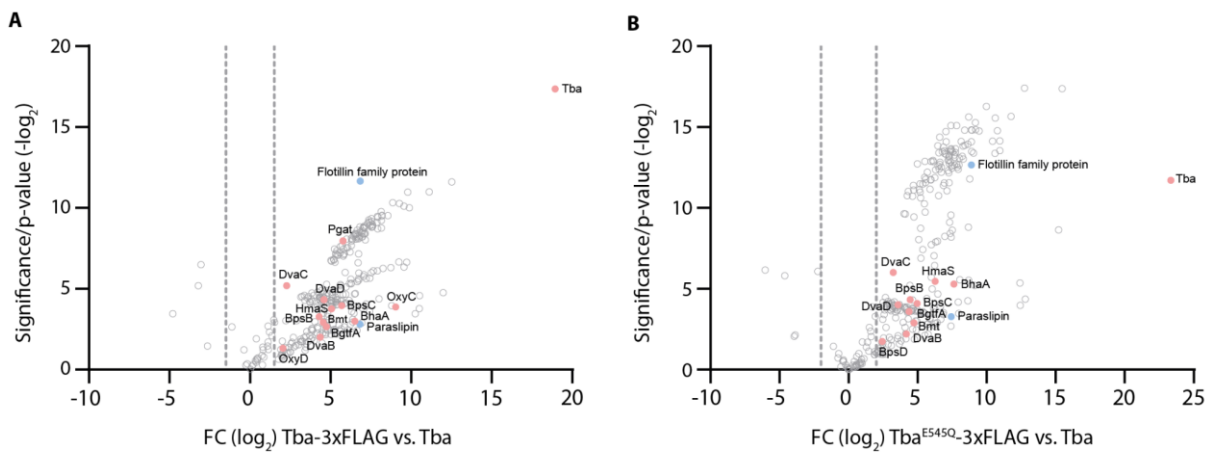 A
20
15
10
5
0
-10
-5
0
5
10
15
20
Significance/p-value (-log2)
FC (log2) Tba-3xFLAG vs. Tba
Tba
Flotillin family protein
Pgat
DvaC
DvaD
HmaS
BpsC
OxyC
BpsB
Bmt
BhaA
BgtfA
Paraslipin
DvaB
OxyD
B
20
15
10
5
0
-10
-5
0
5
10
15
20
25
Significance/p-value (-log2)
FC (log2) TbaE545Q-3xFLAG vs. Tba
Flotillin family protein
Tba
DvaC
HmaS
BpsB
BhaA
DvaD
BpsC
BgtfA
Paraslipin
Bmt
DvaB
BpsD